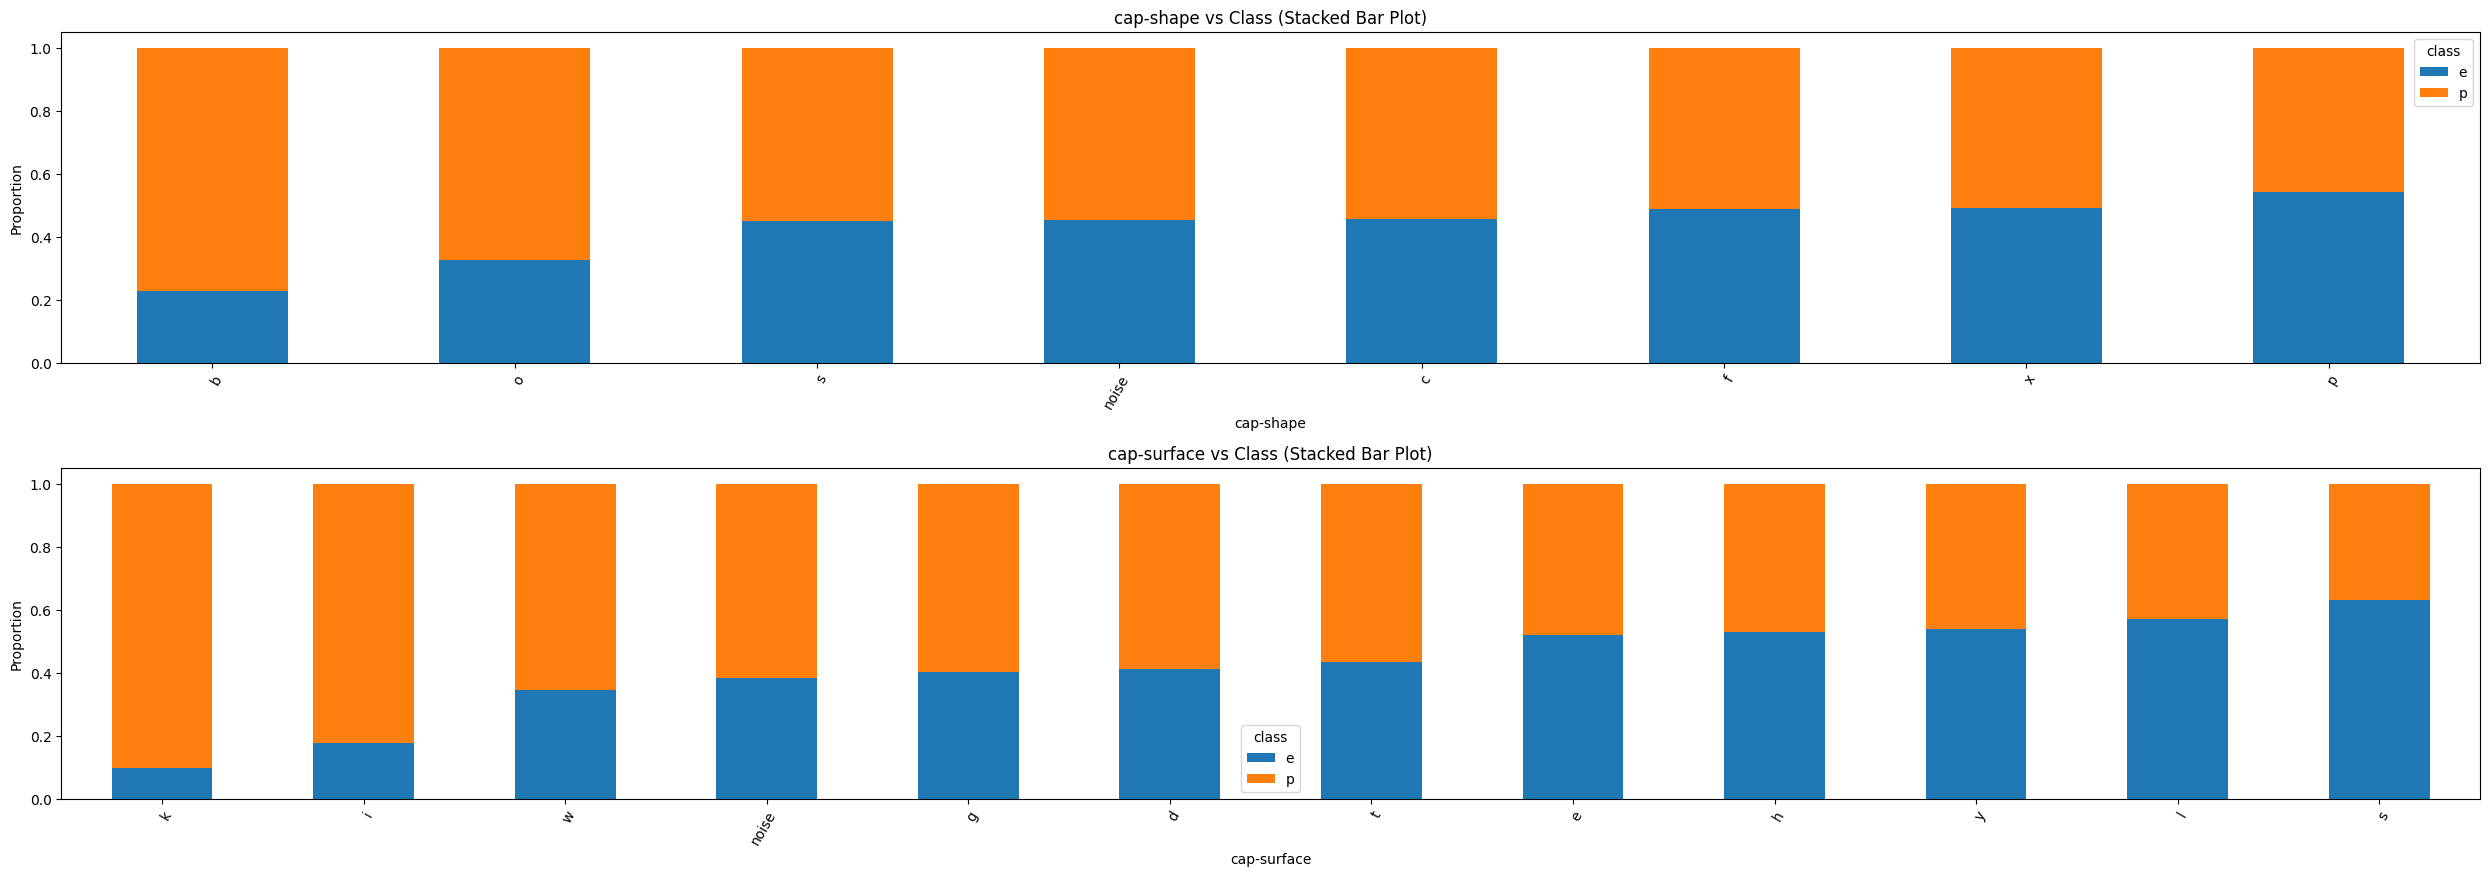 cap-shape vs Class (Stacked Bar Plot)
Proportion
1.0
0.8
0.6
0.4
0.2
0.0
class
e
p
b o s noise c f x p
cap-shape
cap-surface vs Class (Stacked Bar Plot)
Proportion
1.0
0.8
0.6
0.4
0.2
0.0
class
e
p
k i w noise g d t e h y l s
cap-surface